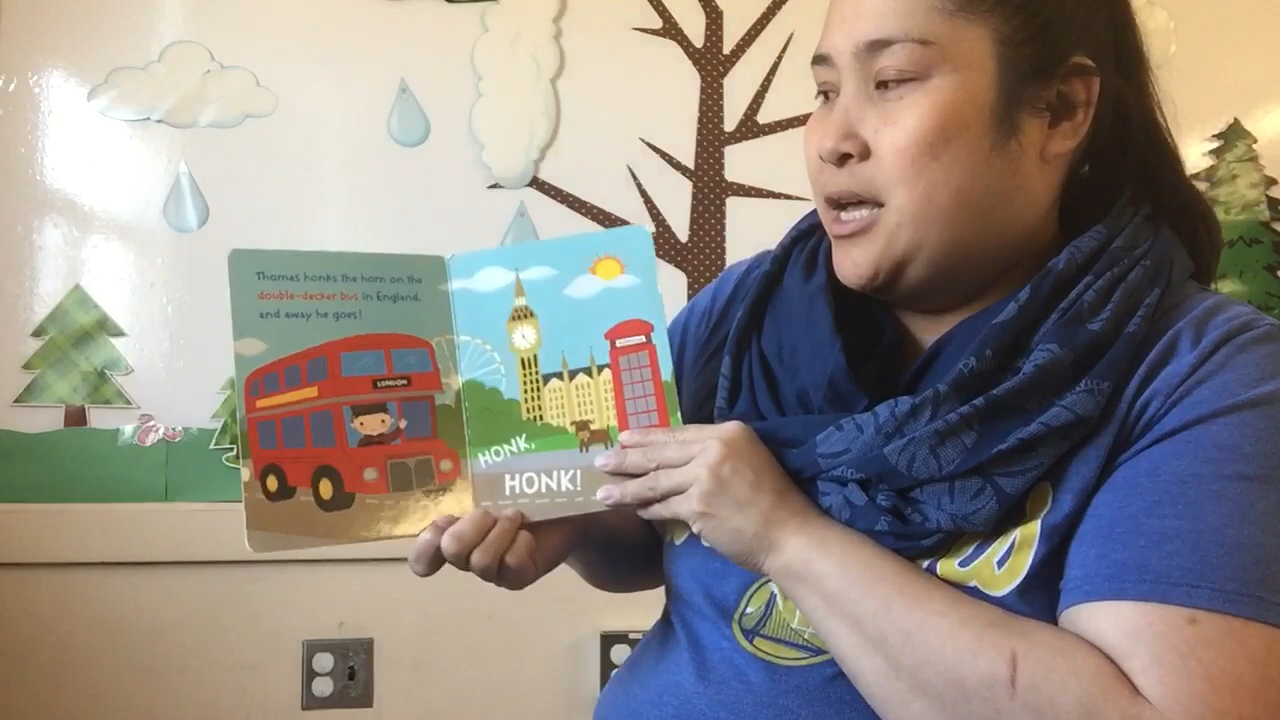 Thomas honks the horn on the
double-decker bus in England,
and away he goes!
LONDON
HONK,
HONK!